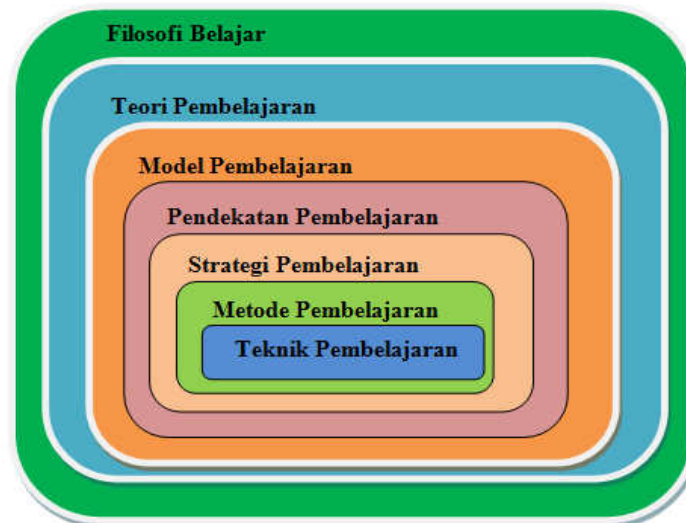 Filosofi Belajar
Teori Pembelajaran
Model Pembelajaran
Pendekatan Pembelajaran
Strategi Pembelajaran
Metode Pembelajaran
Teknik Pembelajaran